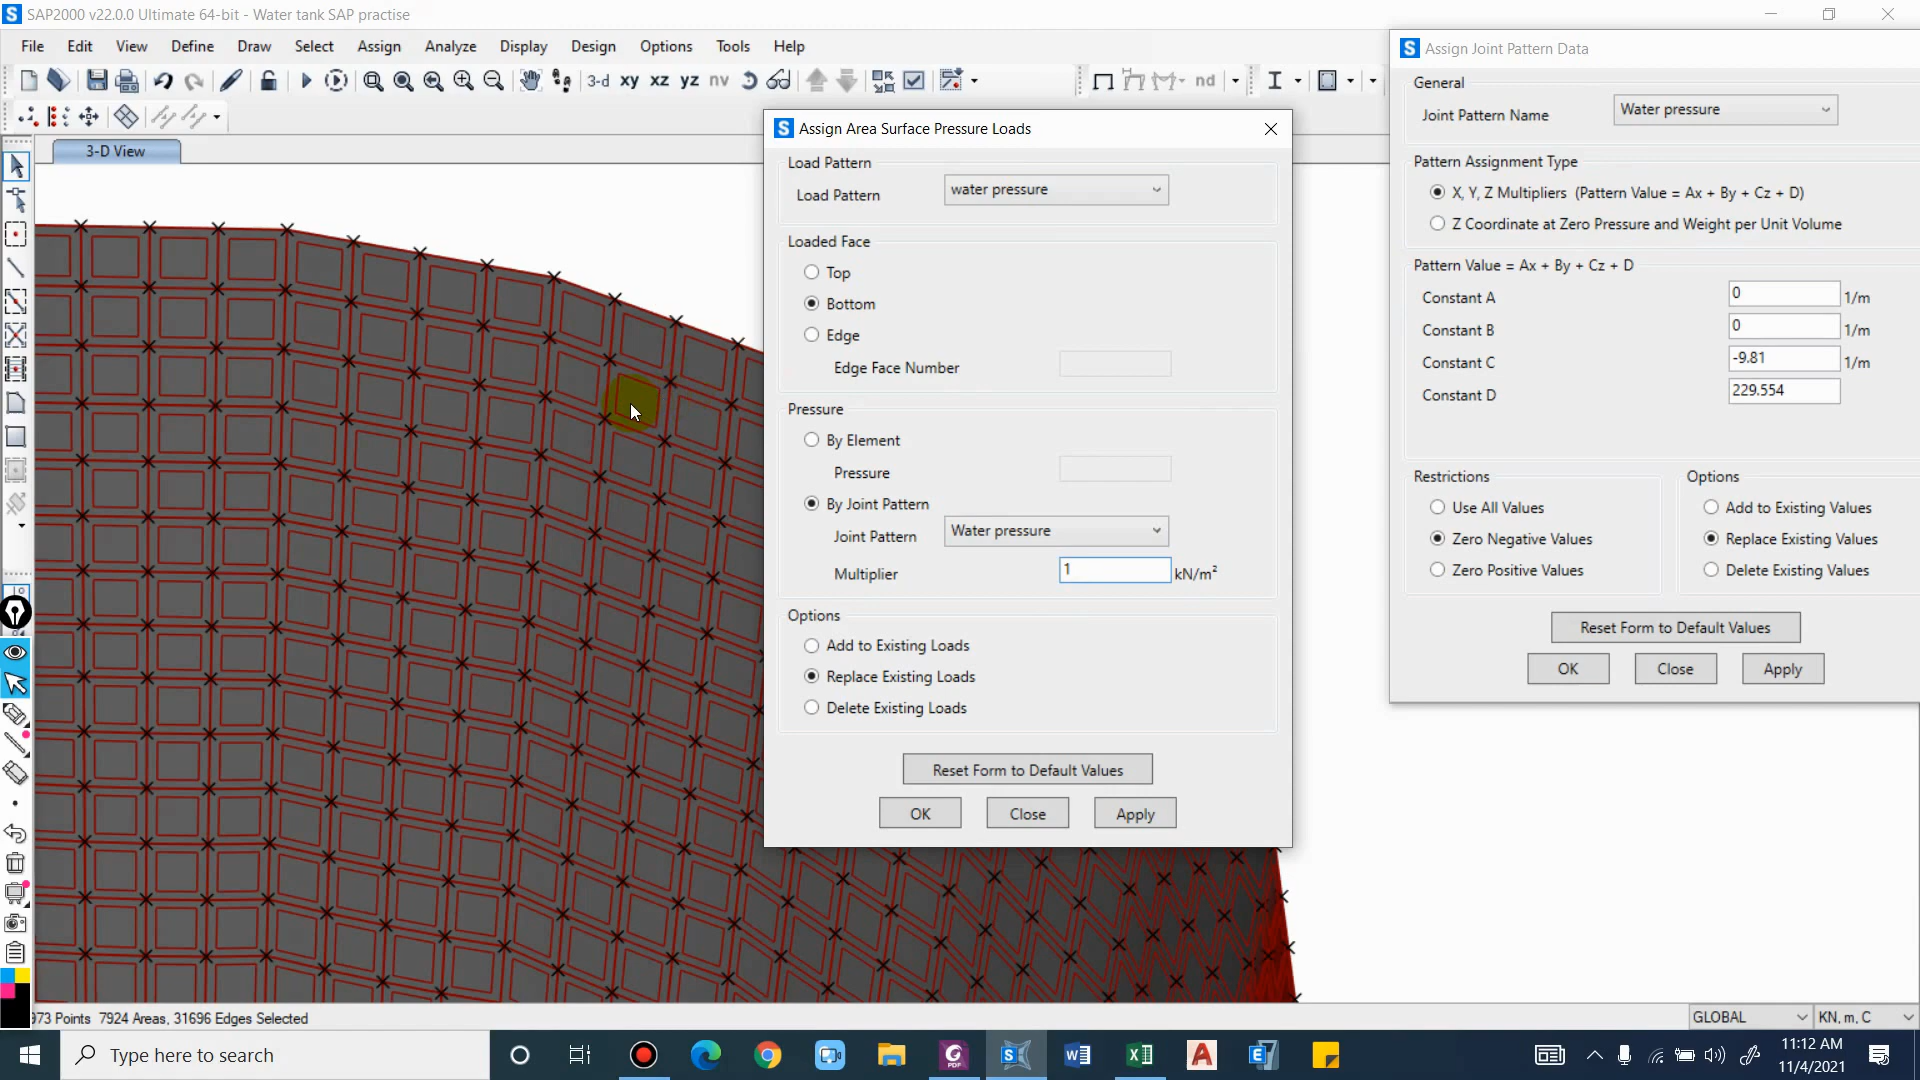 SAP2000 v22.0.0 Ultimate 64-bit - Water tank SAP practise
File Edit View Define Draw Select Assign Analyze Display Design Options Tools Help
3-d xy xz yz nv nd
3-D View
Assign Area Surface Pressure Loads
Load Pattern
Load Pattern water pressure
Loaded Face
Top
Bottom
Edge
Edge Face Number
Pressure
By Element
Pressure
By Joint Pattern
Joint Pattern Water pressure
Multiplier 1 kN/m²
Options
Add to Existing Loads
Replace Existing Loads
Delete Existing Loads
Reset Form to Default Values
OK Close Apply
Assign Joint Pattern Data
General
Joint Pattern Name Water pressure
Pattern Assignment Type
X, Y, Z Multipliers (Pattern Value = Ax + By + Cz + D)
Z Coordinate at Zero Pressure and Weight per Unit Volume
Pattern Value = Ax + By + Cz + D
Constant A 0 1/m
Constant B 0 1/m
Constant C -9.81 1/m
Constant D 229.554
Restrictions
Use All Values
Zero Negative Values
Zero Positive Values
Options
Add to Existing Values
Replace Existing Values
Delete Existing Values
Reset Form to Default Values
OK Close Apply
973 Points 7924 Areas, 31696 Edges Selected
GLOBAL KN, m, C
Type here to search
11:12 AM
11/4/2021